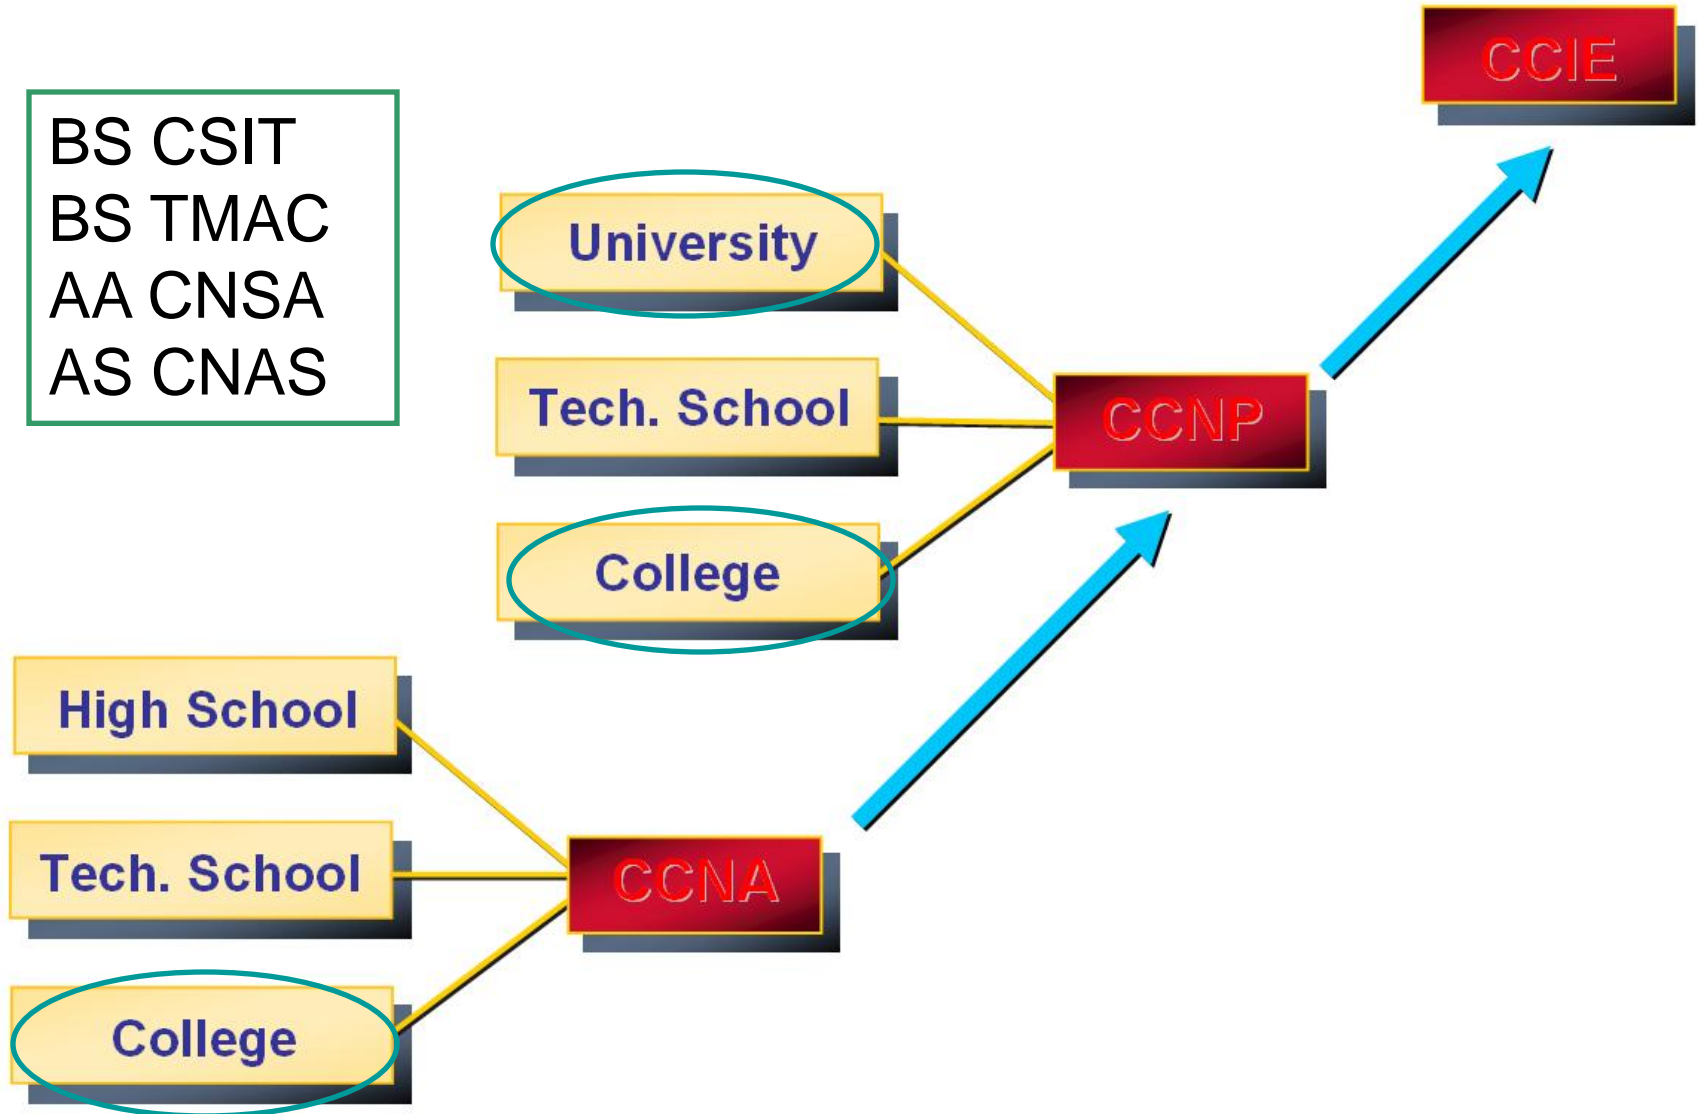 CCIE
BS CSIT
BS TMAC
AA CNSA
AS CNAS
University
Tech. School
CCNP
College
High School
Tech. School
CCNA
College